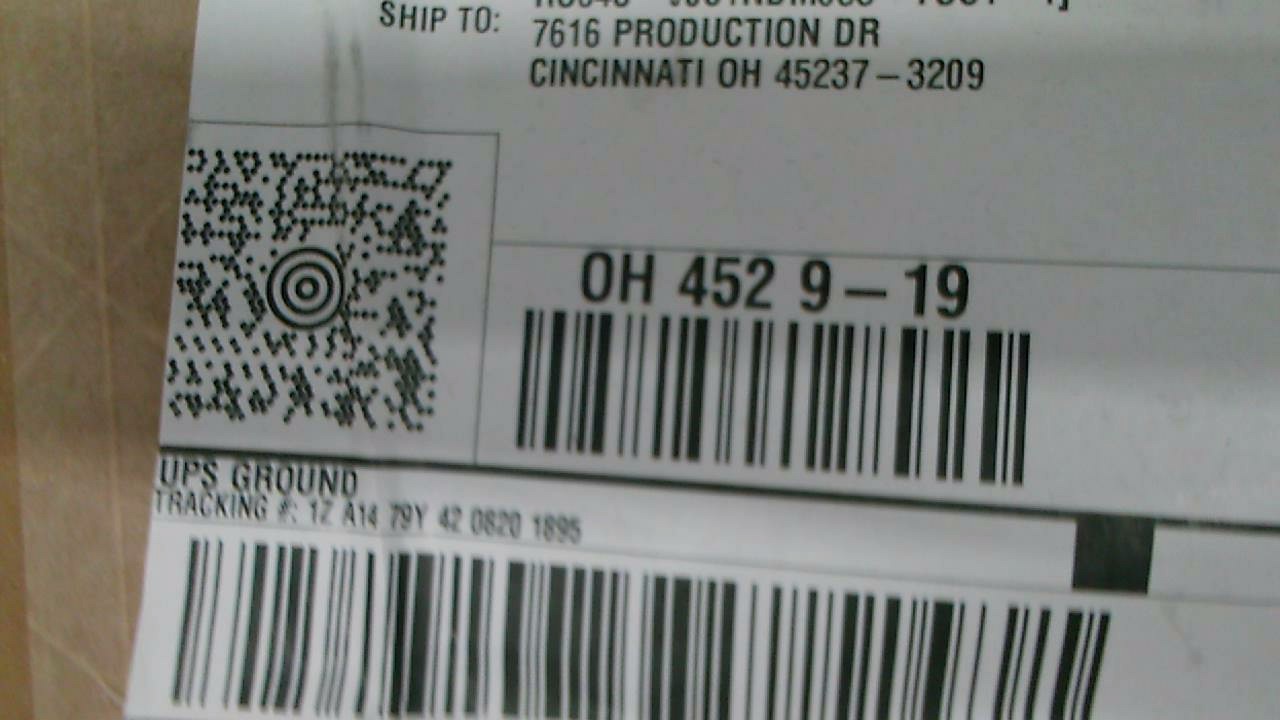 SHIP TO:
7616 PRODUCTION DR
CINCINNATI OH 45237-3209
OH 452 9-19
UPS GROUND
TRACKING #: 1Z A14 79Y 42 0820 1895